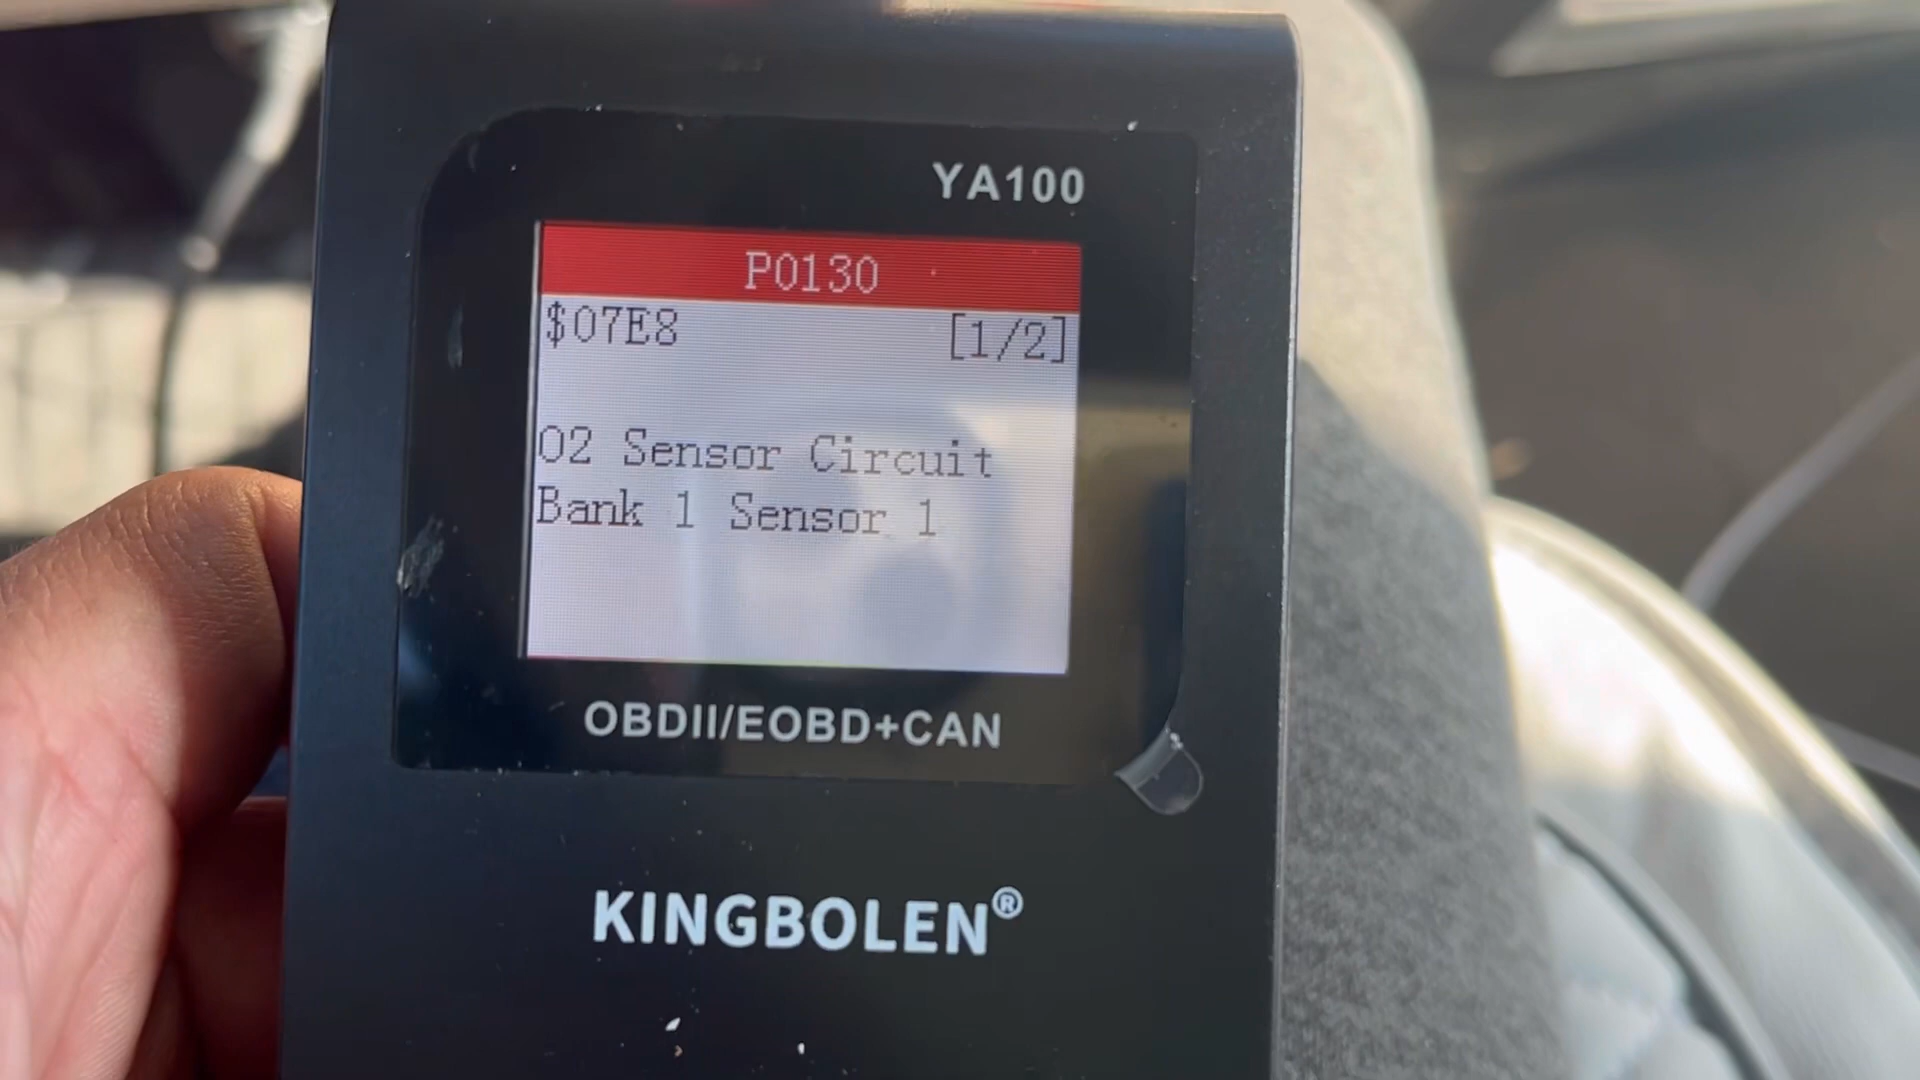 YA100
P0130
$07E8 [1/2]
O2 Sensor Circuit
Bank 1 Sensor 1
OBDII/EOBD+CAN
KINGBOLEN®